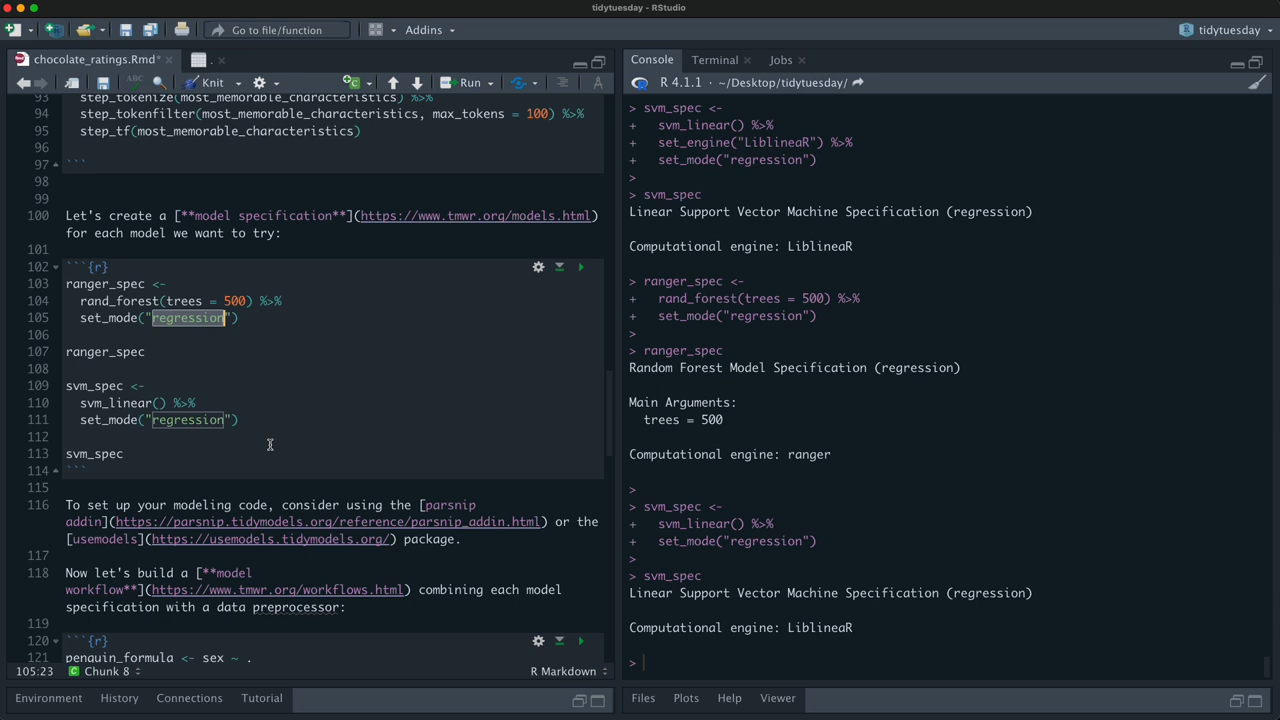 tidytuesday - RStudio
Go to file/function
Addins
tidytuesday
chocolate_ratings.Rmd*
.
ABC
Knit
Run
93 step_tokenize(most_memorable_characteristics) %>%
94 step_tokenfilter(most_memorable_characteristics, max_tokens = 100) %>%
95 step_tf(most_memorable_characteristics)
96
97 ```
98
99
100 Let's create a [**model specification**](https://www.tmwr.org/models.html)
for each model we want to try:
101
102 ```{r}
103 ranger_spec <-
104 rand_forest(trees = 500) %>%
105 set_mode("regression")
106
107 ranger_spec
108
109 svm_spec <-
110 svm_linear() %>%
111 set_mode("regression")
112
113 svm_spec
114 ```
115
116 To set up your modeling code, consider using the [parsnip
addin](https://parsnip.tidymodels.org/reference/parsnip_addin.html) or the
[usemodels](https://usemodels.tidymodels.org/) package.
117
118 Now let's build a [**model
workflow**](https://www.tmwr.org/workflows.html) combining each model
specification with a data preprocessor:
119
120 ```{r}
121 penguin_formula <- sex ~ .
105:23 C Chunk 8 R Markdown
Environment History Connections Tutorial
Console Terminal Jobs
R 4.1.1 · ~/Desktop/tidytuesday/
> svm_spec <-
+ svm_linear() %>%
+ set_engine("LiblineaR") %>%
+ set_mode("regression")
>
> svm_spec
Linear Support Vector Machine Specification (regression)
Computational engine: LiblineaR
> ranger_spec <-
+ rand_forest(trees = 500) %>%
+ set_mode("regression")
>
> ranger_spec
Random Forest Model Specification (regression)
Main Arguments:
trees = 500
Computational engine: ranger
>
> svm_spec <-
+ svm_linear() %>%
+ set_mode("regression")
>
> svm_spec
Linear Support Vector Machine Specification (regression)
Computational engine: LiblineaR
>
Files Plots Help Viewer